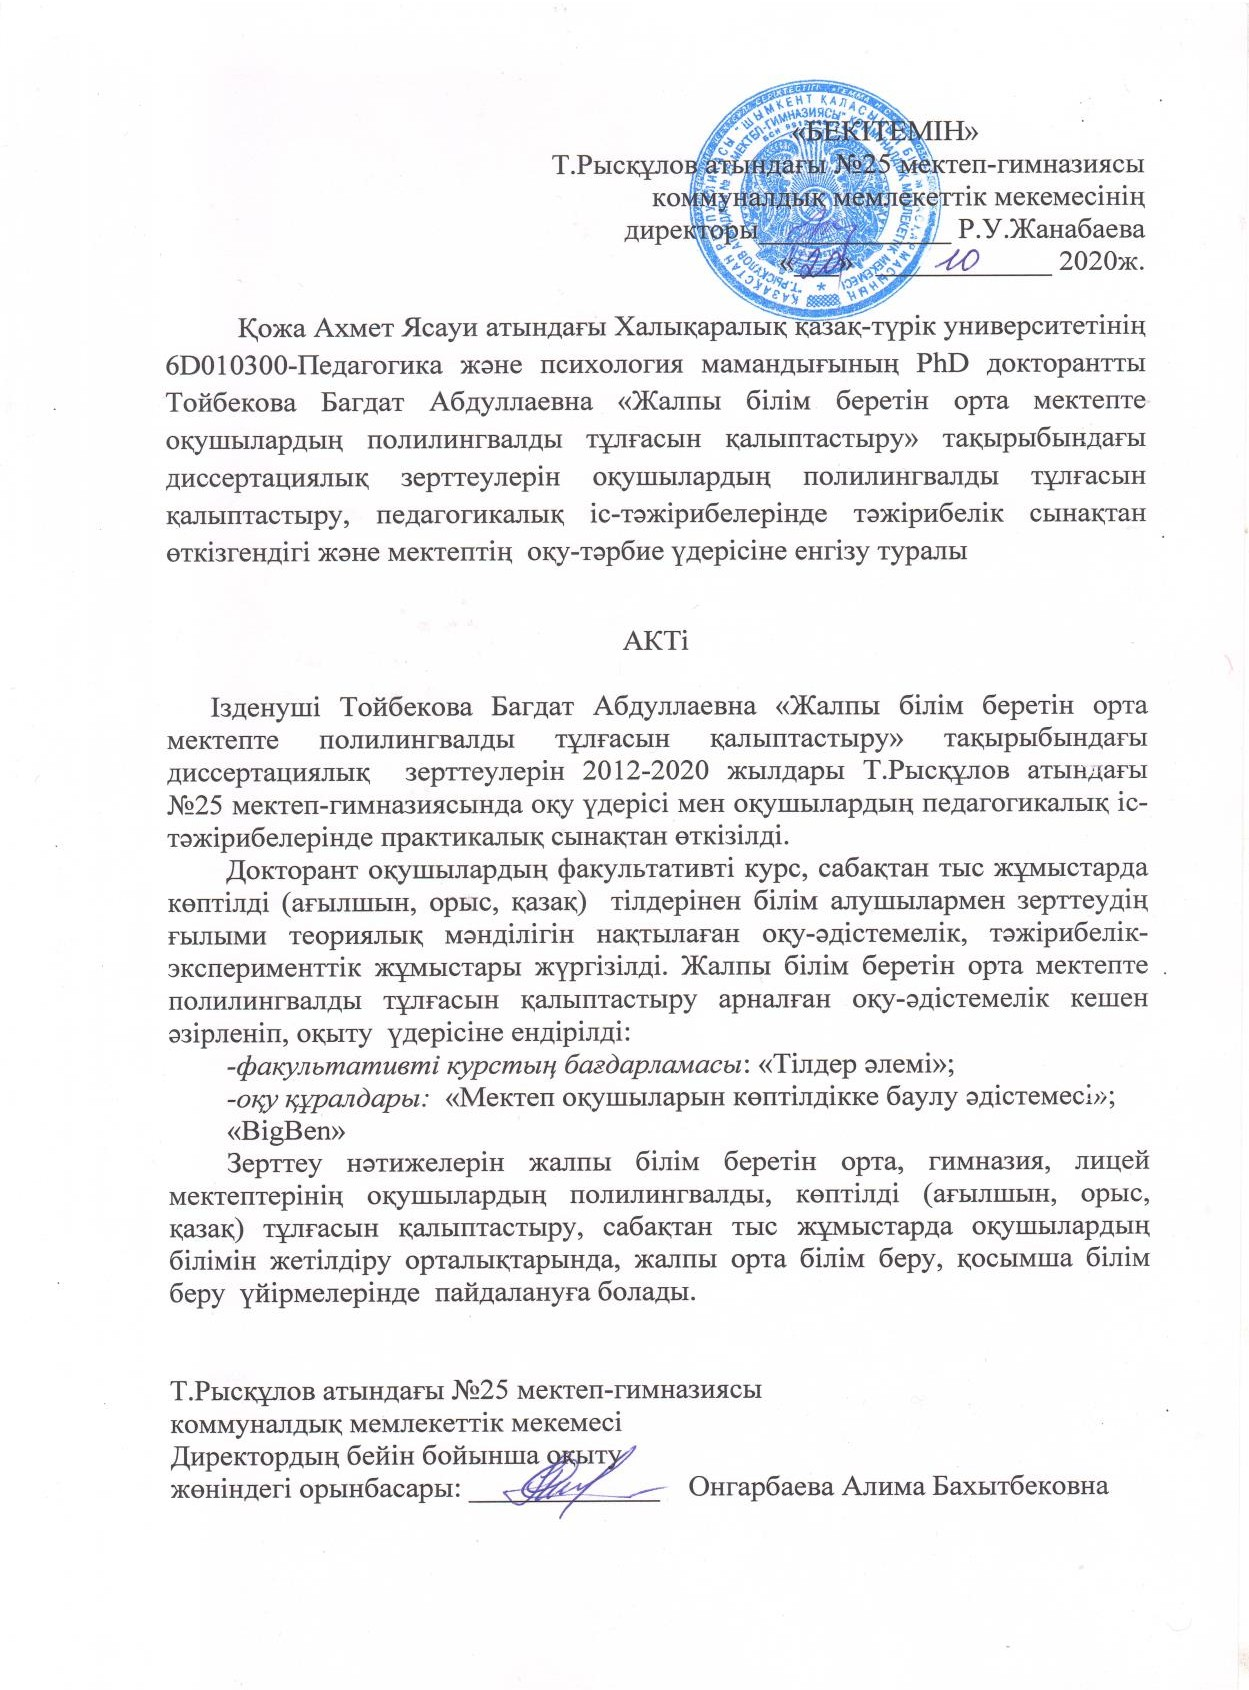 «БЕКІТЕМІН»
Т.Рысқұлов атындағы №25 мектеп-гимназиясы
коммуналдық мемлекеттік мекемесінің
директоры______________ Р.У.Жанабаева
«20» 10 2020ж.
Қожа Ахмет Ясауи атындағы Халықаралық қазақ-түрік университетінің
6D010300-Педагогика және психология мамандығының PhD докторантты
Тойбекова Багдат Абдуллаевна «Жалпы білім беретін орта мектепте
оқушылардың полилингвалды тұлғасын қалыптастыру» тақырыбындағы
диссертациялық зерттеулерін оқушылардың полилингвалды тұлғасын
қалыптастыру, педагогикалық іс-тәжірибелерінде тәжірибелік сынақтан
өткізгендігі және мектептің оқу-тәрбие үдерісіне енгізу туралы
АКТі
Ізденуші Тойбекова Багдат Абдуллаевна «Жалпы білім беретін орта
мектепте полилингвалды тұлғасын қалыптастыру» тақырыбындағы
диссертациялық зерттеулерін 2012-2020 жылдары Т.Рысқұлов атындағы
№25 мектеп-гимназиясында оқу үдерісі мен оқушылардың педагогикалық іс-
тәжірибелерінде практикалық сынақтан өткізілді.
Докторант оқушылардың факультативті курс, сабақтан тыс жұмыстарда
көптілді (ағылшын, орыс, қазақ) тілдерінен білім алушылармен зерттеудің
ғылыми теориялық мәнділігін нақтылаған оқу-әдістемелік, тәжірибелік-
эксперименттік жұмыстары жүргізілді. Жалпы білім беретін орта мектепте
полилингвалды тұлғасын қалыптастыру арналған оқу-әдістемелік кешен
әзірленіп, оқыту үдерісіне ендірілді:
-факультативті курстың бағдарламасы: «Тілдер әлемі»;
-оқу құралдары: «Мектеп оқушыларын көптілдікке баулу әдістемесі»;
«BigBen»
Зерттеу нәтижелерін жалпы білім беретін орта, гимназия, лицей
мектептерінің оқушылардың полилингвалды, көптілді (ағылшын, орыс,
қазақ) тұлғасын қалыптастыру, сабақтан тыс жұмыстарда оқушылардың
білімін жетілдіру орталықтарында, жалпы орта білім беру, қосымша білім
беру үйірмелерінде пайдалануға болады.
Т.Рысқұлов атындағы №25 мектеп-гимназиясы
коммуналдық мемлекеттік мекемесі
Директордың бейін бойынша оқыту
жөніндегі орынбасары: ______________ Онгарбаева Алима Бахытбековна